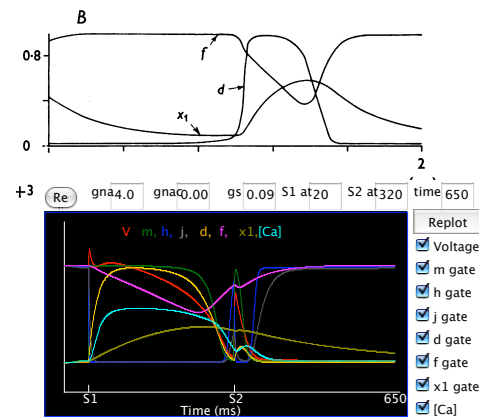 B
0·8
f
d
x1
0
2
+3
Re gna 4.0 gnac 0.00 gs 0.09 S1 at 20 S2 at 320 time 650
Replot
V m, h, j, d, f, x1,[Ca]
Voltage
m gate
h gate
j gate
d gate
f gate
x1 gate
[Ca]
S1 S2 650
Time (ms)